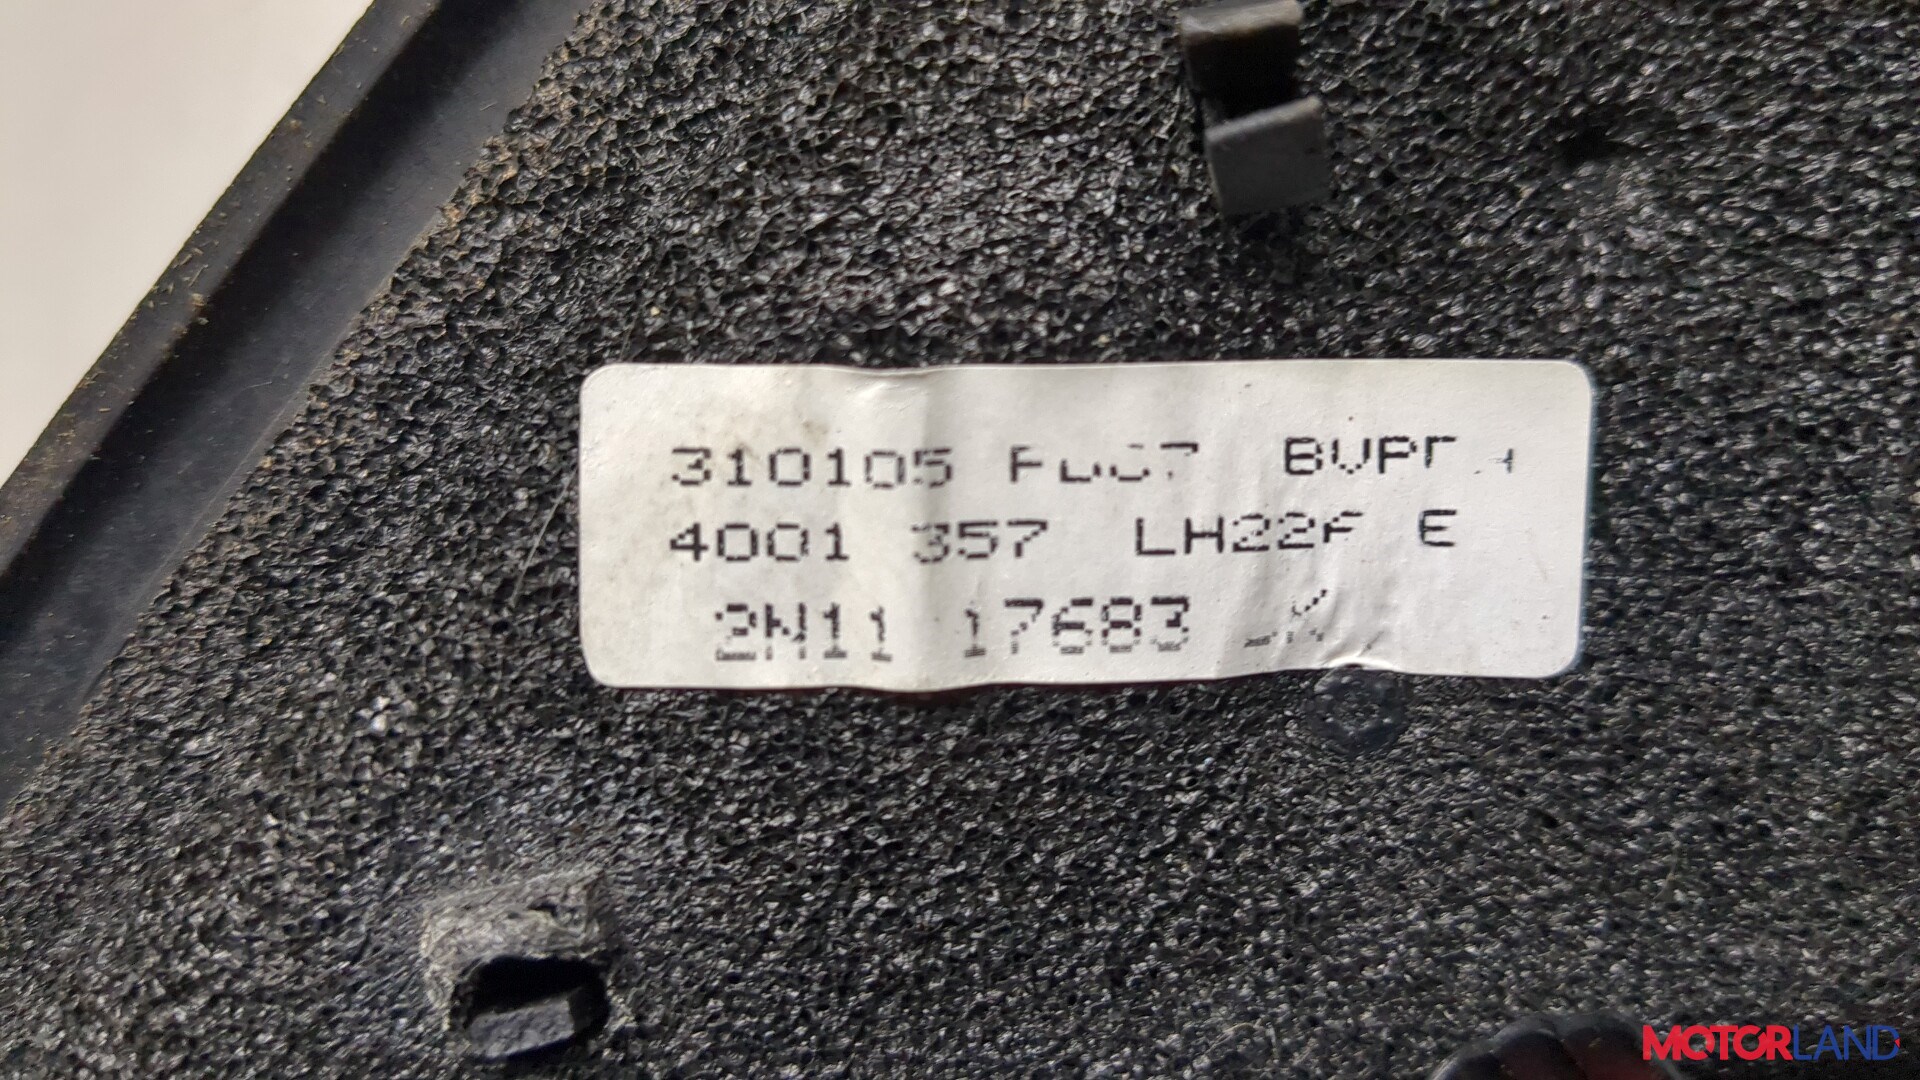 310105
4001 357 LH22F E
2N11 17683
MOTORLAND